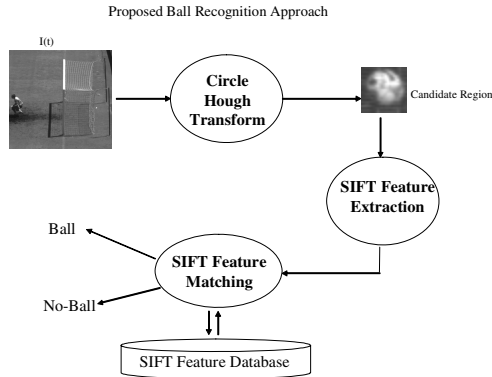 Proposed Ball Recognition Approach
I(t)
Circle
Hough
Transform
Candidate Region
SIFT Feature
Extraction
Ball
SIFT Feature
Matching
No-Ball
SIFT Feature Database